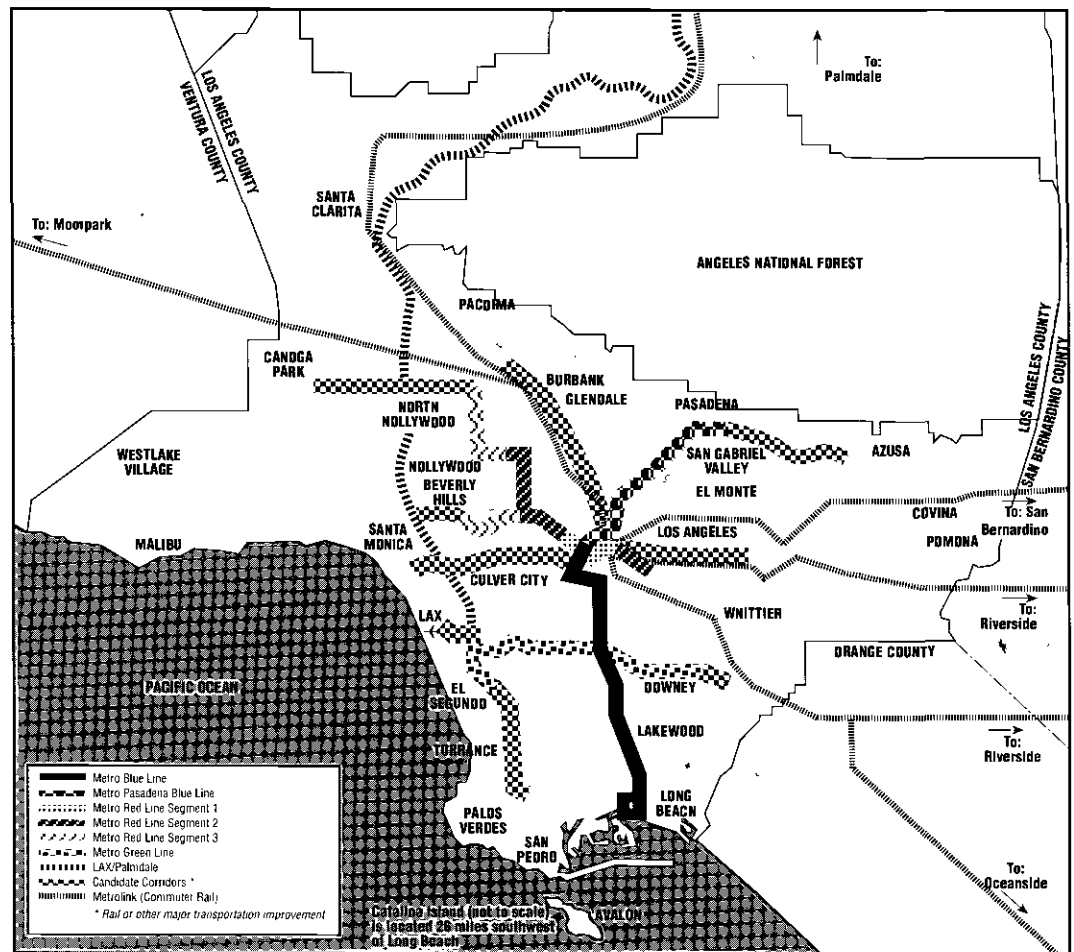 To:
Palmdale
LOS ANGELES COUNTY
VENTURA COUNTY
SANTA
CLARITA
To: Moorpark
ANGELES NATIONAL FOREST
PACOIMA
LOS ANGELES COUNTY
SAN BERNARDINO COUNTY
CANOGA
PARK
BURBANK
GLENDALE
PASADENA
NORTH
HOLLYWOOD
WESTLAKE
VILLAGE
SAN GABRIEL
VALLEY
AZUSA
HOLLYWOOD
BEVERLY
HILLS
EL MONTE
COVINA
To: San
Bernardino
SANTA
MONICA
LOS ANGELES
POMONA
MALIBU
CULVER CITY
LAX
WHITTIER
To:
Riverside
ORANGE COUNTY
PACIFIC OCEAN
EL
SEGUNDO
DOWNEY
LAKEWOOD
To:
Riverside
TORRANCE
PALOS
VERDES
LONG
BEACH
SAN
PEDRO
To:
Oceanside
Metro Blue Line
Metro Pasadena Blue Line
Metro Red Line Segment 1
Metro Red Line Segment 2
Metro Red Line Segment 3
Metro Green Line
LAX/Palmdale
Candidate Corridors *
Metrolink (Commuter Rail)
* Rail or other major transportation improvement
Catalina Island (not to scale)
is located 26 miles southwest
of Long Beach
AVALON